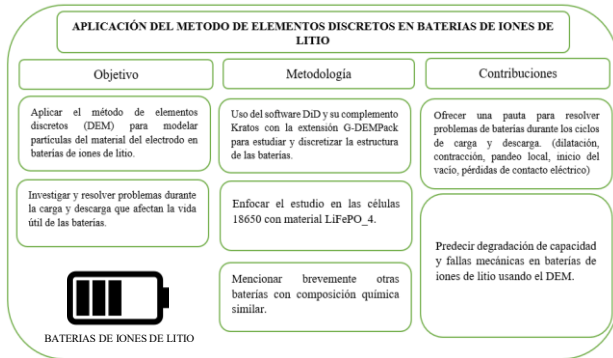 APLICACIÓN DEL METODO DE ELEMENTOS DISCRETOS EN BATERIAS DE IONES DE
LITIO
Objetivo
Aplicar el método de elementos
discretos (DEM) para modelar
partículas del material del electrodo en
baterías de iones de litio.
Investigar y resolver problemas durante
la carga y descarga que afectan la vida
útil de las baterías.
BATERIAS DE IONES DE LITIO
Metodología
Uso del software DiD y su complemento
Kratos con la extensión G-DEMPack
para estudiar y discretizar la estructura
de las baterías.
Enfocar el estudio en las células
18650 con material LiFePO_4.
Mencionar brevemente otras
baterías con composición química
similar.
Contribuciones
Ofrecer una pauta para resolver
problemas de baterías durante los ciclos
de carga y descarga. (dilatación,
contracción, pandeo local, inicio del
vacío, pérdidas de contacto eléctrico)
Predecir degradación de capacidad
y fallas mecánicas en baterías de
iones de litio usando el DEM.